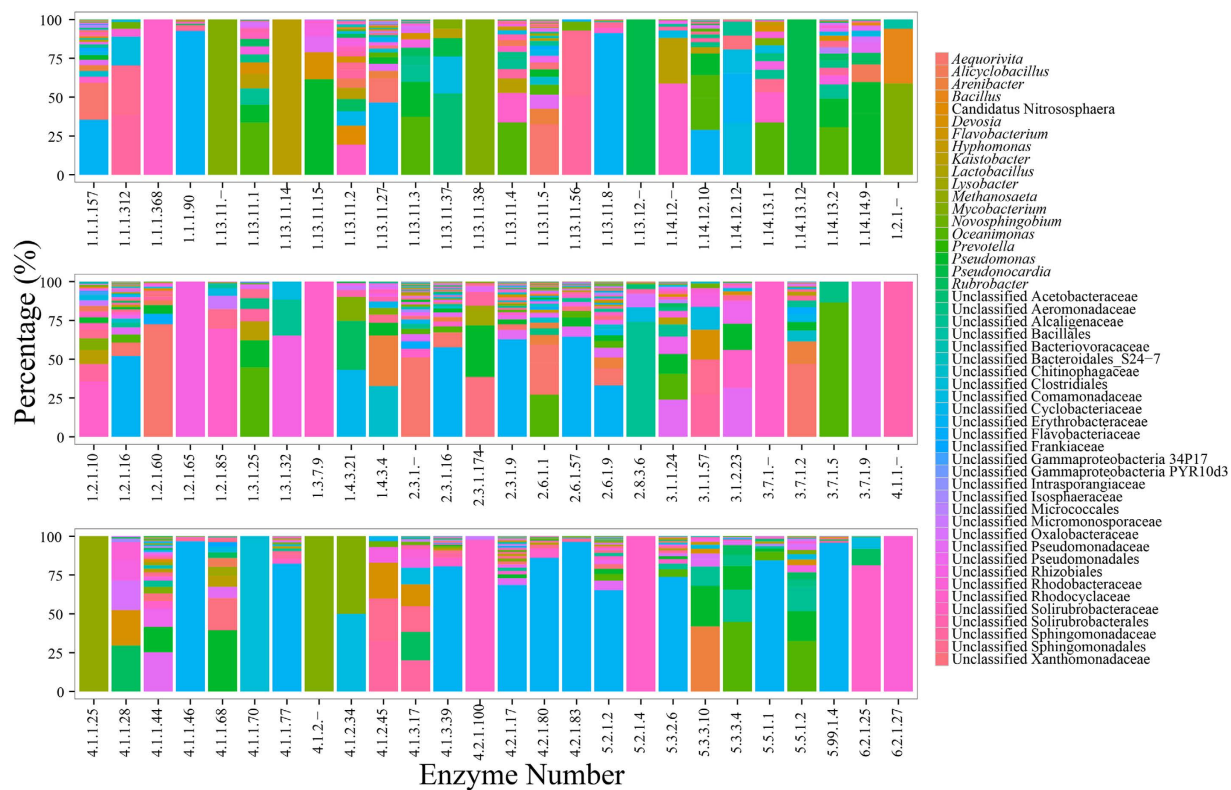 Percentage (%)
100
75
50
25
0
1.1.1.157
1.1.1.312
1.1.1.368
1.1.1.90
1.13.11.−
1.13.11.1
1.13.11.14
1.13.11.15
1.13.11.2
1.13.11.27
1.13.11.3
1.13.11.37
1.13.11.38
1.13.11.4
1.13.11.5
1.13.11.56
1.13.11.8
1.13.12.−
1.14.12.−
1.14.12.10
1.14.12.12
1.14.13.1
1.14.13.12
1.14.13.2
1.14.14.9
1.2.1.−
100
75
50
25
0
1.2.1.10
1.2.1.16
1.2.1.60
1.2.1.65
1.2.1.85
1.3.1.25
1.3.1.32
1.3.7.9
1.4.3.21
1.4.3.4
2.3.1.−
2.3.1.16
2.3.1.174
2.3.1.9
2.6.1.1
2.6.1.57
2.6.1.9
2.8.3.6
3.1.1.24
3.1.1.57
3.1.2.23
3.7.1.−
3.7.1.2
3.7.1.5
3.7.1.9
4.1.1.−
100
75
50
25
0
4.1.1.25
4.1.1.28
4.1.1.44
4.1.1.46
4.1.1.68
4.1.1.70
4.1.1.77
4.1.2.−
4.1.2.34
4.1.2.45
4.1.3.17
4.1.3.39
4.2.1.100
4.2.1.17
4.2.1.80
4.2.1.83
5.2.1.2
5.2.1.4
5.3.2.6
5.3.3.10
5.3.3.4
5.5.1.1
5.5.1.2
5.99.1.4
6.2.1.25
6.2.1.27
Enzyme Number
Aequorivita
Alicyclobacillus
Arenibacter
Bacillus
Candidatus Nitrososphaera
Devosia
Flavobacterium
Hyphomonas
Kaistobacter
Lactobacillus
Lysobacter
Methanosaeta
Mycobacterium
Novosphingobium
Oceanimonas
Prevotella
Pseudomonas
Pseudonocardia
Rubrobacter
Unclassified Acetobacteraceae
Unclassified Aeromonadaceae
Unclassified Alcaligenaceae
Unclassified Bacillales
Unclassified Bacteriovoracaceae
Unclassified Bacteroidales_S24−7
Unclassified Chitinophagaceae
Unclassified Clostridiales
Unclassified Comamonadaceae
Unclassified Cyclobacteriaceae
Unclassified Erythrobacteraceae
Unclassified Flavobacteriaceae
Unclassified Frankiaceae
Unclassified Gammaproteobacteria 34P17
Unclassified Gammaproteobacteria PYR10d3
Unclassified Intrasporangiaceae
Unclassified Isosphaeraceae
Unclassified Micrococcales
Unclassified Micromonosporaceae
Unclassified Oxalobacteraceae
Unclassified Pseudomonadaceae
Unclassified Pseudomonadales
Unclassified Rhizobiales
Unclassified Rhodobacteraceae
Unclassified Rhodocyclaceae
Unclassified Solirubrobacteraceae
Unclassified Solirubrobacterales
Unclassified Sphingomonadaceae
Unclassified Sphingomonadales
Unclassified Xanthomonadaceae